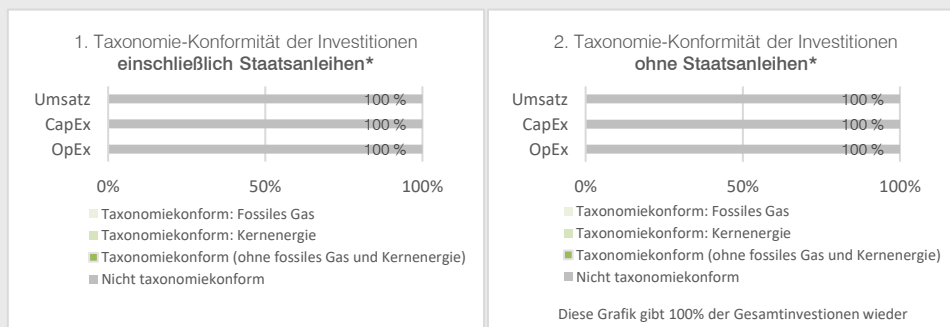 1. Taxonomie-Konformität der Investitionen
einschließlich Staatsanleihen*
Umsatz 100 %
CapEx 100 %
OpEx 100 %
0% 50% 100%
Taxonomiekonform: Fossiles Gas
Taxonomiekonform: Kernenergie
Taxonomiekonform (ohne fossiles Gas und Kernenergie)
Nicht taxonomiekonform
2. Taxonomie-Konformität der Investitionen
ohne Staatsanleihen*
Umsatz 100 %
CapEx 100 %
OpEx 100 %
0% 50% 100%
Taxonomiekonform: Fossiles Gas
Taxonomiekonform: Kernenergie
Taxonomiekonform (ohne fossiles Gas und Kernenergie)
Nicht taxonomiekonform
Diese Grafik gibt 100% der Gesamtinvestionen wieder